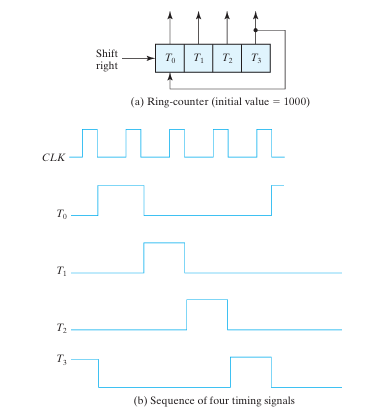 Shift
right
T0 T1 T2 T3
(a) Ring-counter (initial value = 1000)
CLK
T0
T1
T2
T3
(b) Sequence of four timing signals